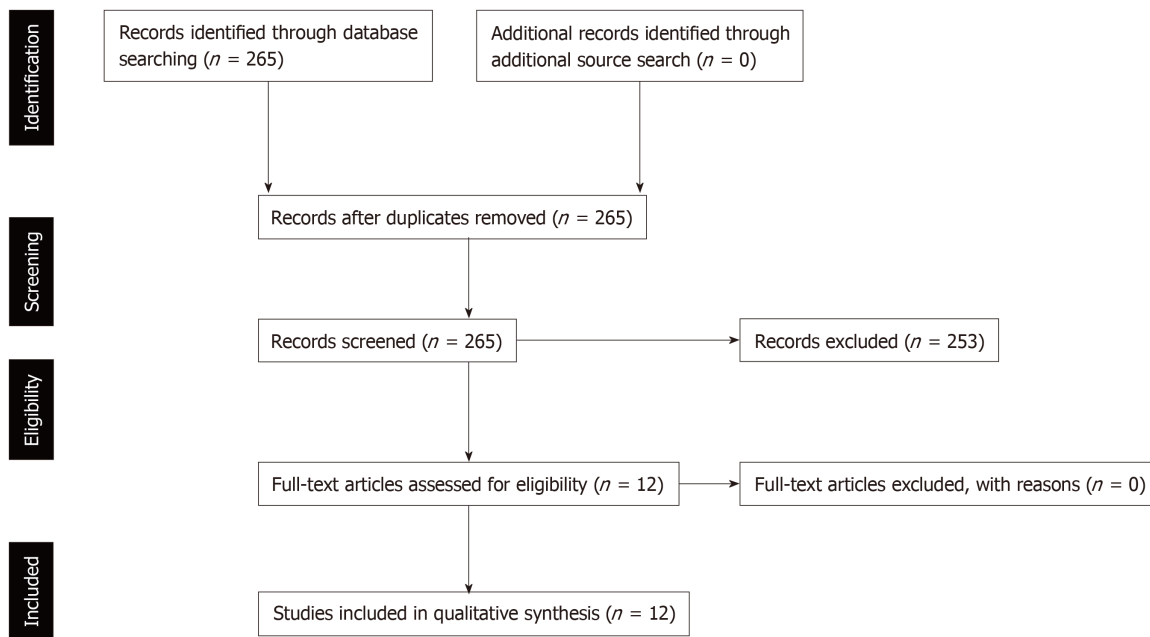 Identification
Records identified through database
searching (n = 265)
Additional records identified through
additional source search (n = 0)
Records after duplicates removed (n = 265)
Screening
Records screened (n = 265)
Records excluded (n = 253)
Eligibility
Full-text articles assessed for eligibility (n = 12)
Full-text articles excluded, with reasons (n = 0)
Included
Studies included in qualitative synthesis (n = 12)